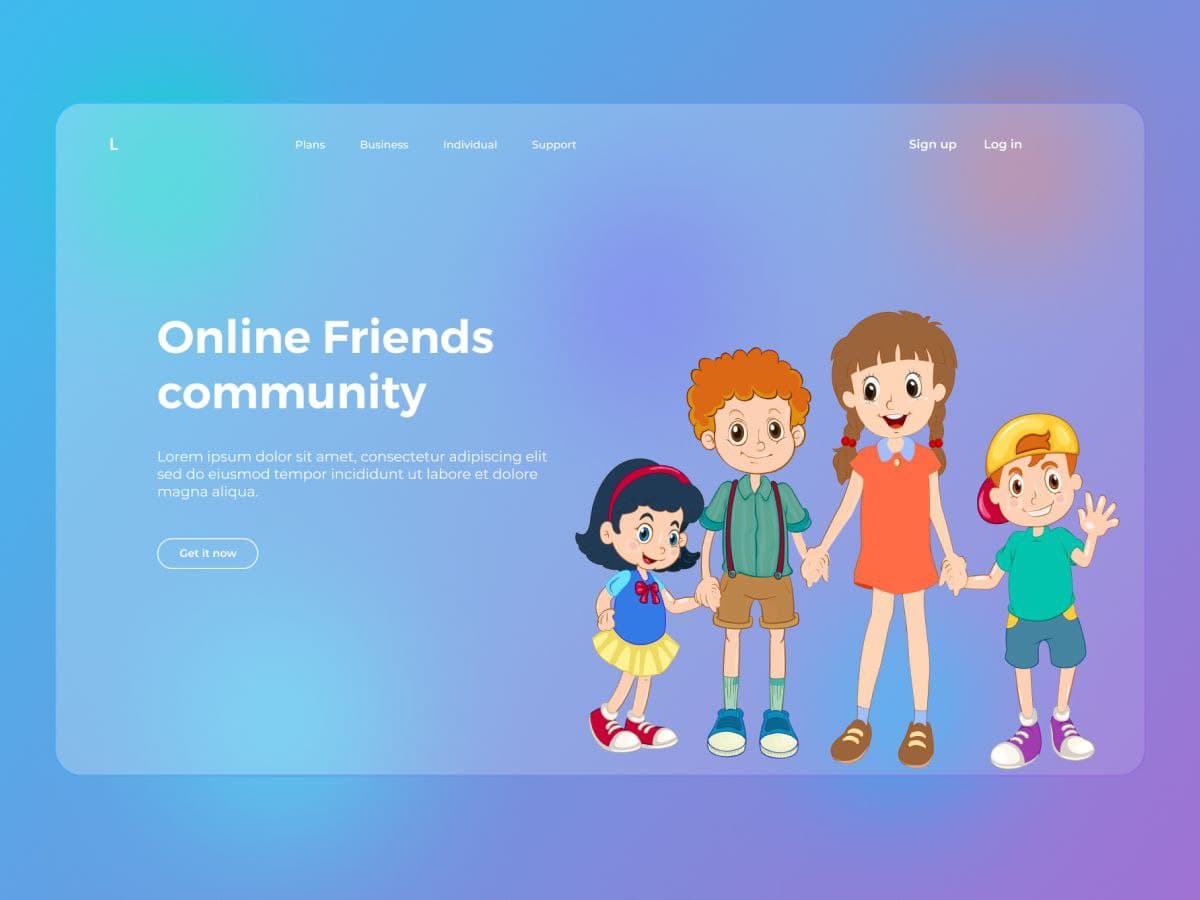 L
Plans
Business
Individual
Support
Sign up
Log in
Online Friends
community
Lorem ipsum dolor sit amet, consectetur adipiscing elit
sed do eiusmod tempor incididunt ut labore et dolore
magna aliqua.
Get it now